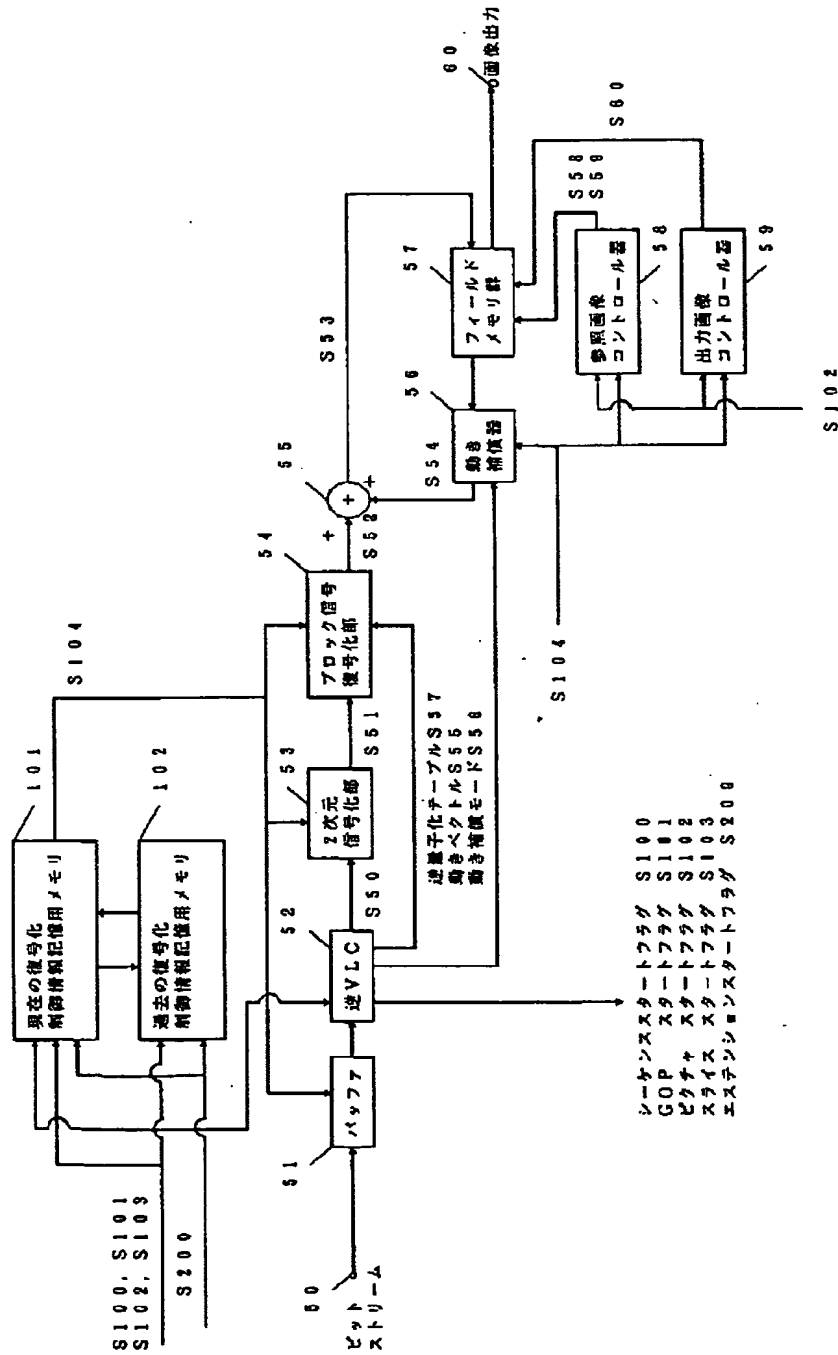 S100, S101
S102, S103
S200
101
現在の復号化
制御情報記憶用メモリ
102
過去の復号化
制御情報記憶用メモリ
S104
50
ビット
ストリーム
51
バッファ
52
逆VLC
S50
53
2次元
信号化部
S51
54
ブロック信号
復号化部
+
S52
55
+
+
S53
S54
56
動き
補償器
57
フィールド
メモリ群
60
画像出力
S58
S59
S60
参照画像
コントロール器
58
出力画像
コントロール器
59
S102
S104
逆量子化テーブルS57
動きベクトルS55
動き補償モードS56
シーケンススタートフラグ S100
GOP スタートフラグ S101
ピクチャ スタートフラグ S102
スライス スタートフラグ S103
エステンションスタートフラグ S200